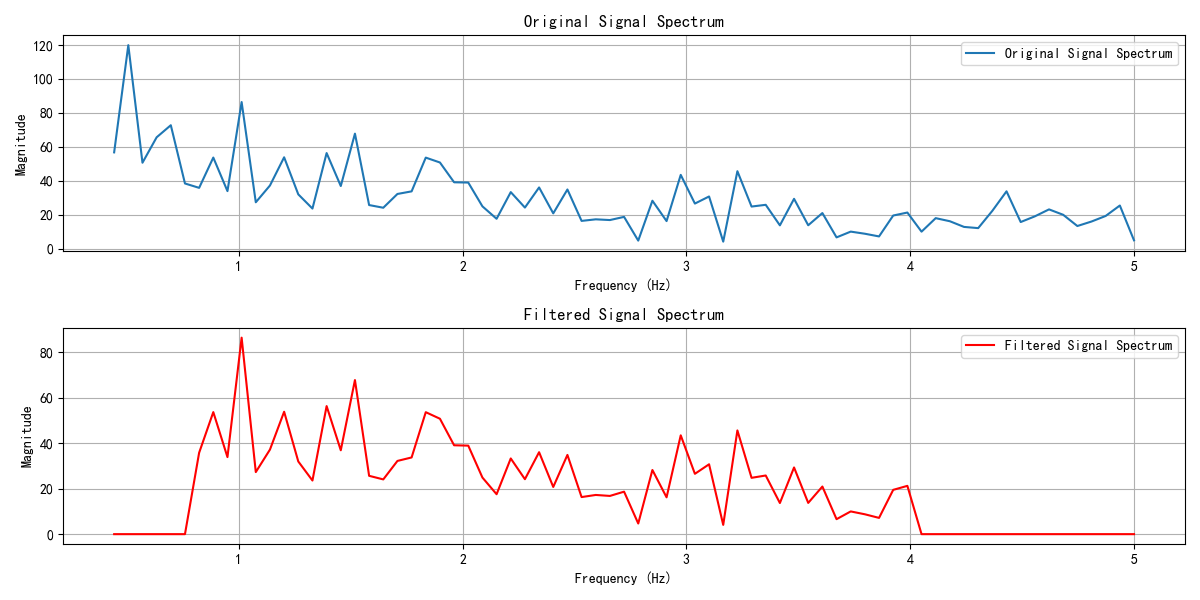 Original Signal Spectrum
Original Signal Spectrum
120
100
80
60
40
20
0
Magnitude
1 2 3 4 5
Frequency (Hz)
Filtered Signal Spectrum
Filtered Signal Spectrum
80
60
40
20
0
Magnitude
1 2 3 4 5
Frequency (Hz)